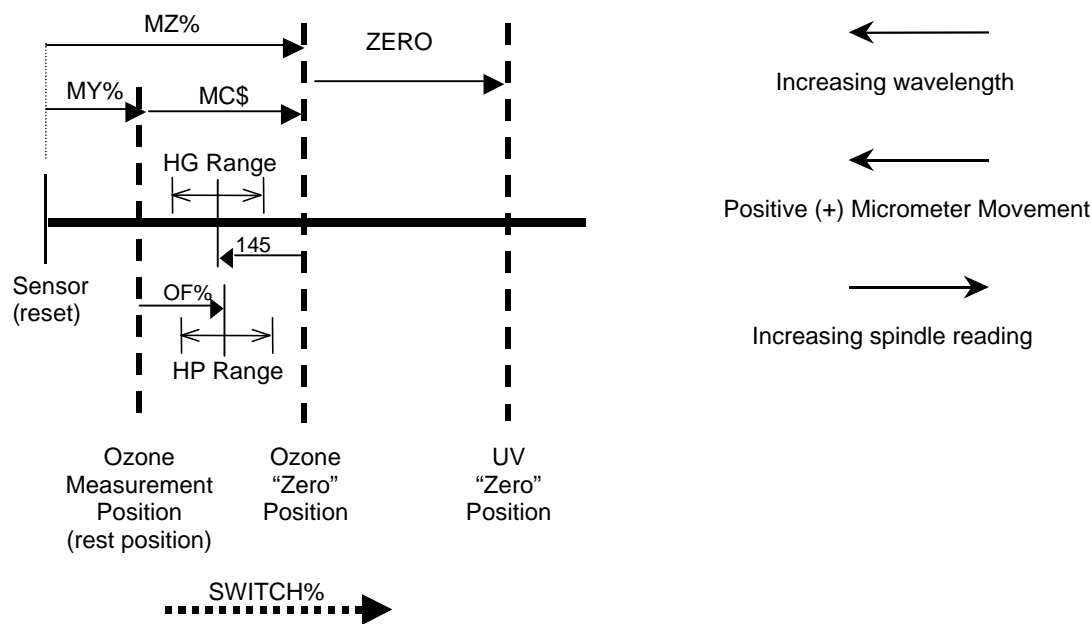 MZ%
ZERO
MY%
MC$
HG Range
145
Sensor
(reset)
OF%
HP Range
Ozone
Measurement
Position
(rest position)
Ozone
“Zero”
Position
UV
“Zero”
Position
SWITCH%
Increasing wavelength
Positive (+) Micrometer Movement
Increasing spindle reading